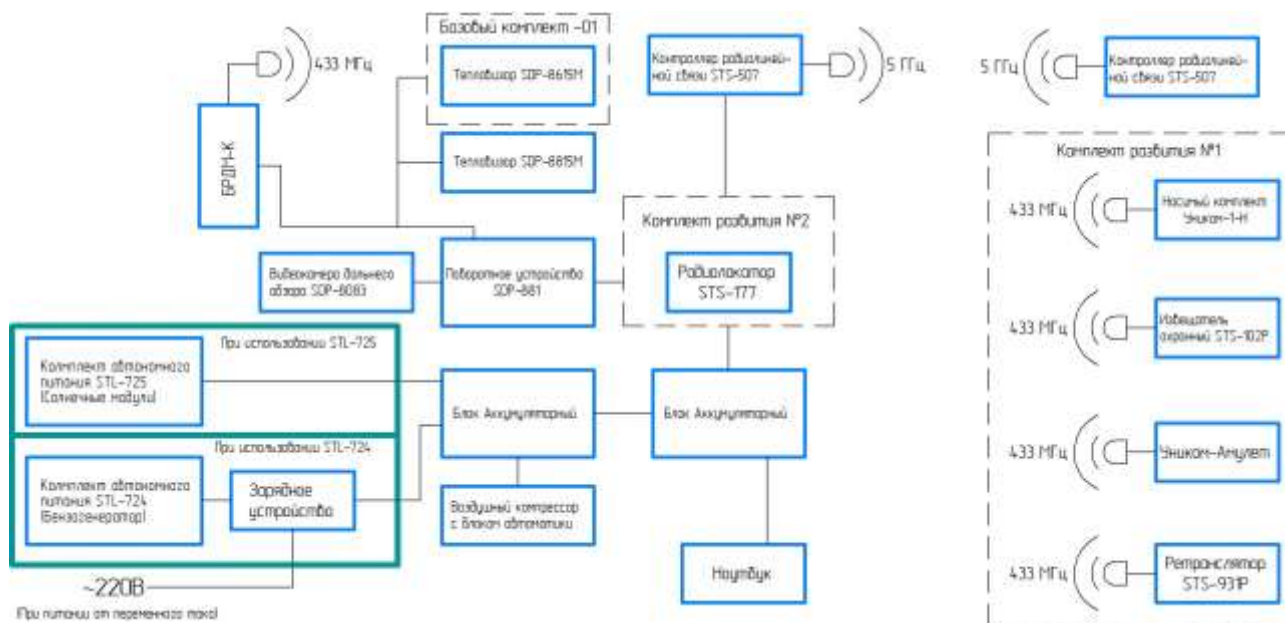 Базовый комплект -01
Тепловизор SDP-8615М
433 МГц
БРДМ-К
Тепловизор SDP-8815М
Контроллер радиолиней-
ной связи STS-507
5 ГГц
5 ГГц
Контроллер радиолиней-
ной связи STS-507
Комплект развития №2
Радиолокатор
STS-177
Видеокамера дальнего
обзора SDP-8083
Поворотное устройство
SDP-881
При использовании STL-725
Комплект автономного
питания STL-725
(Солнечные модули)
Блок Аккумуляторный
Блок Аккумуляторный
При использовании STL-724
Комплект автономного
питания STL-724
(Бензогенератор)
Зарядное
устройство
Воздушный компрессор
с блоком автоматики
Ноутбук
~220В
(При питании от переменного тока)
Комплект развития №1
433 МГц
Носимый комплект
Уником-1-Н
433 МГц
Извещатель
охранный STS-102Р
433 МГц
Уником-Амулет
433 МГц
Ретранслятор
STS-931Р